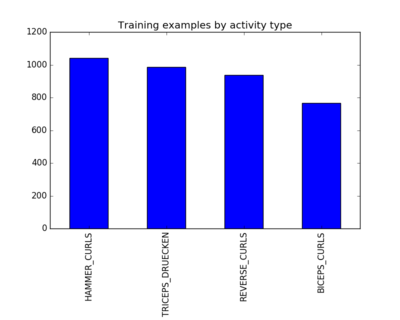 Training examples by activity type
1200
1000
800
600
400
200
0
HAMMER_CURLS
TRICEPS_DRUECKEN
REVERSE_CURLS
BICEPS_CURLS